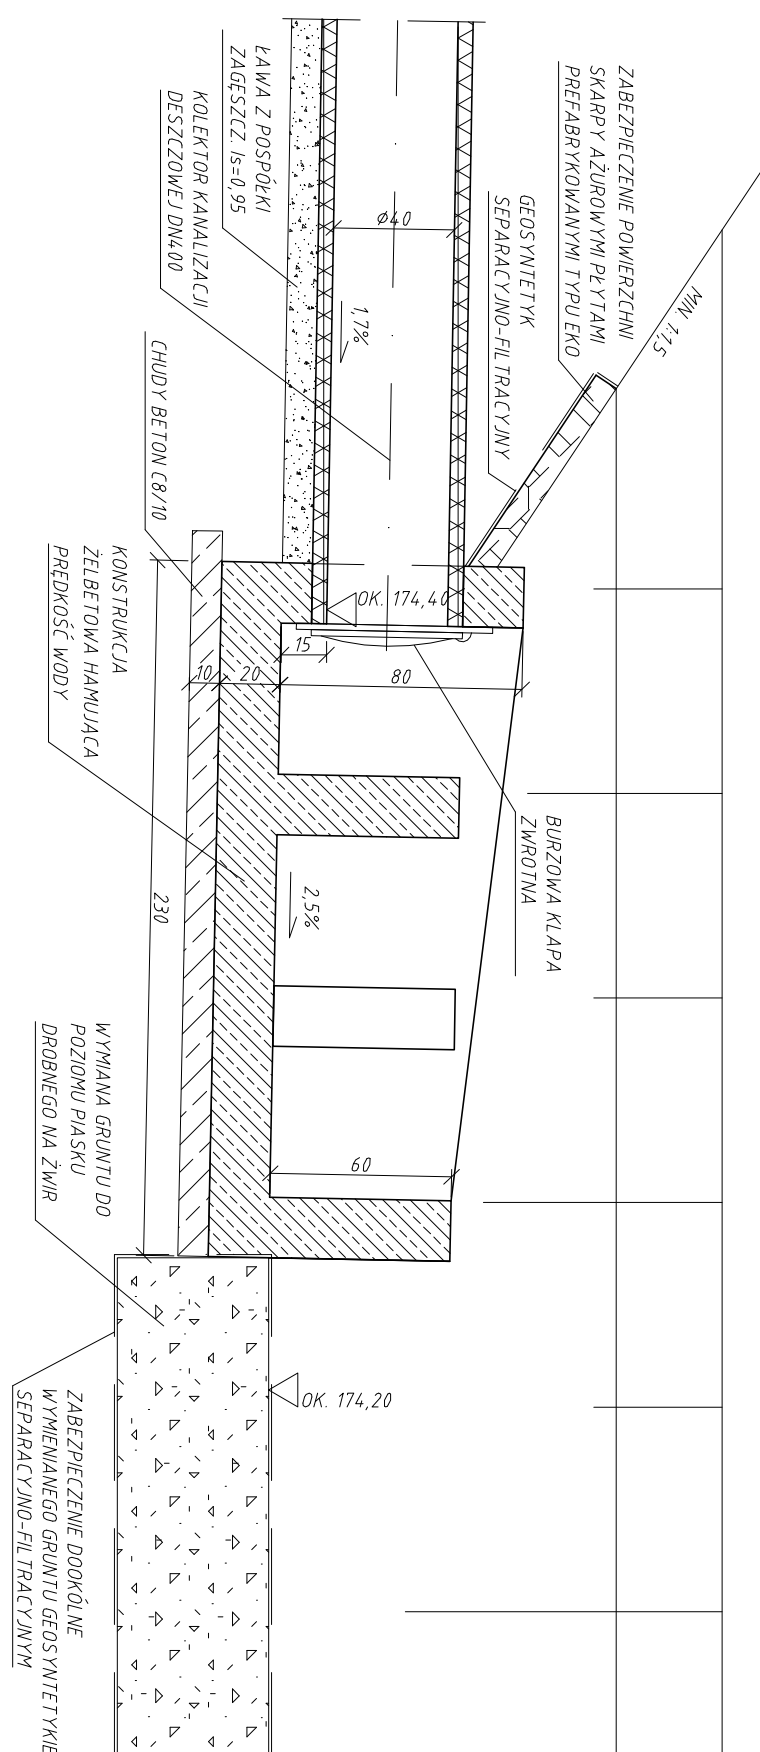 ZABEZPIECZENIE POWIERZCHNI
SKARPY AŻUROWYMI PŁYTAMI
PREFABRYKOWANYMI TYPU EKO
GEOSYNTETYK
SEPARACYJNO-FILTRACYJNY
MIN. 1:1,5
ŁAWA Z POSPÓŁKI
ZAGĘSZCZ. Is=0,95
KOLEKTOR KANALIZACJI
DESZCZOWEJ DN400
ϕ40
1,7%
CHUDY BETON C8/10
OK. 174,40
15
10
20
80
KONSTRUKCJA
ŻELBETOWA HAMUJĄCA
PRĘDKOŚĆ WODY
BURZOWA KLAPA
ZWROTNA
230
2,5%
60
WYMIANA GRUNTU DO
POZIOMU PIASKU
DROBNEGO NA ŻWIR
OK. 174,20
ZABEZPIECZENIE DOOKÓLNE
WYMIENIANEGO GRUNTU GEOSYNTETYKIE
SEPARACYJNO-FILTRACYJNYM